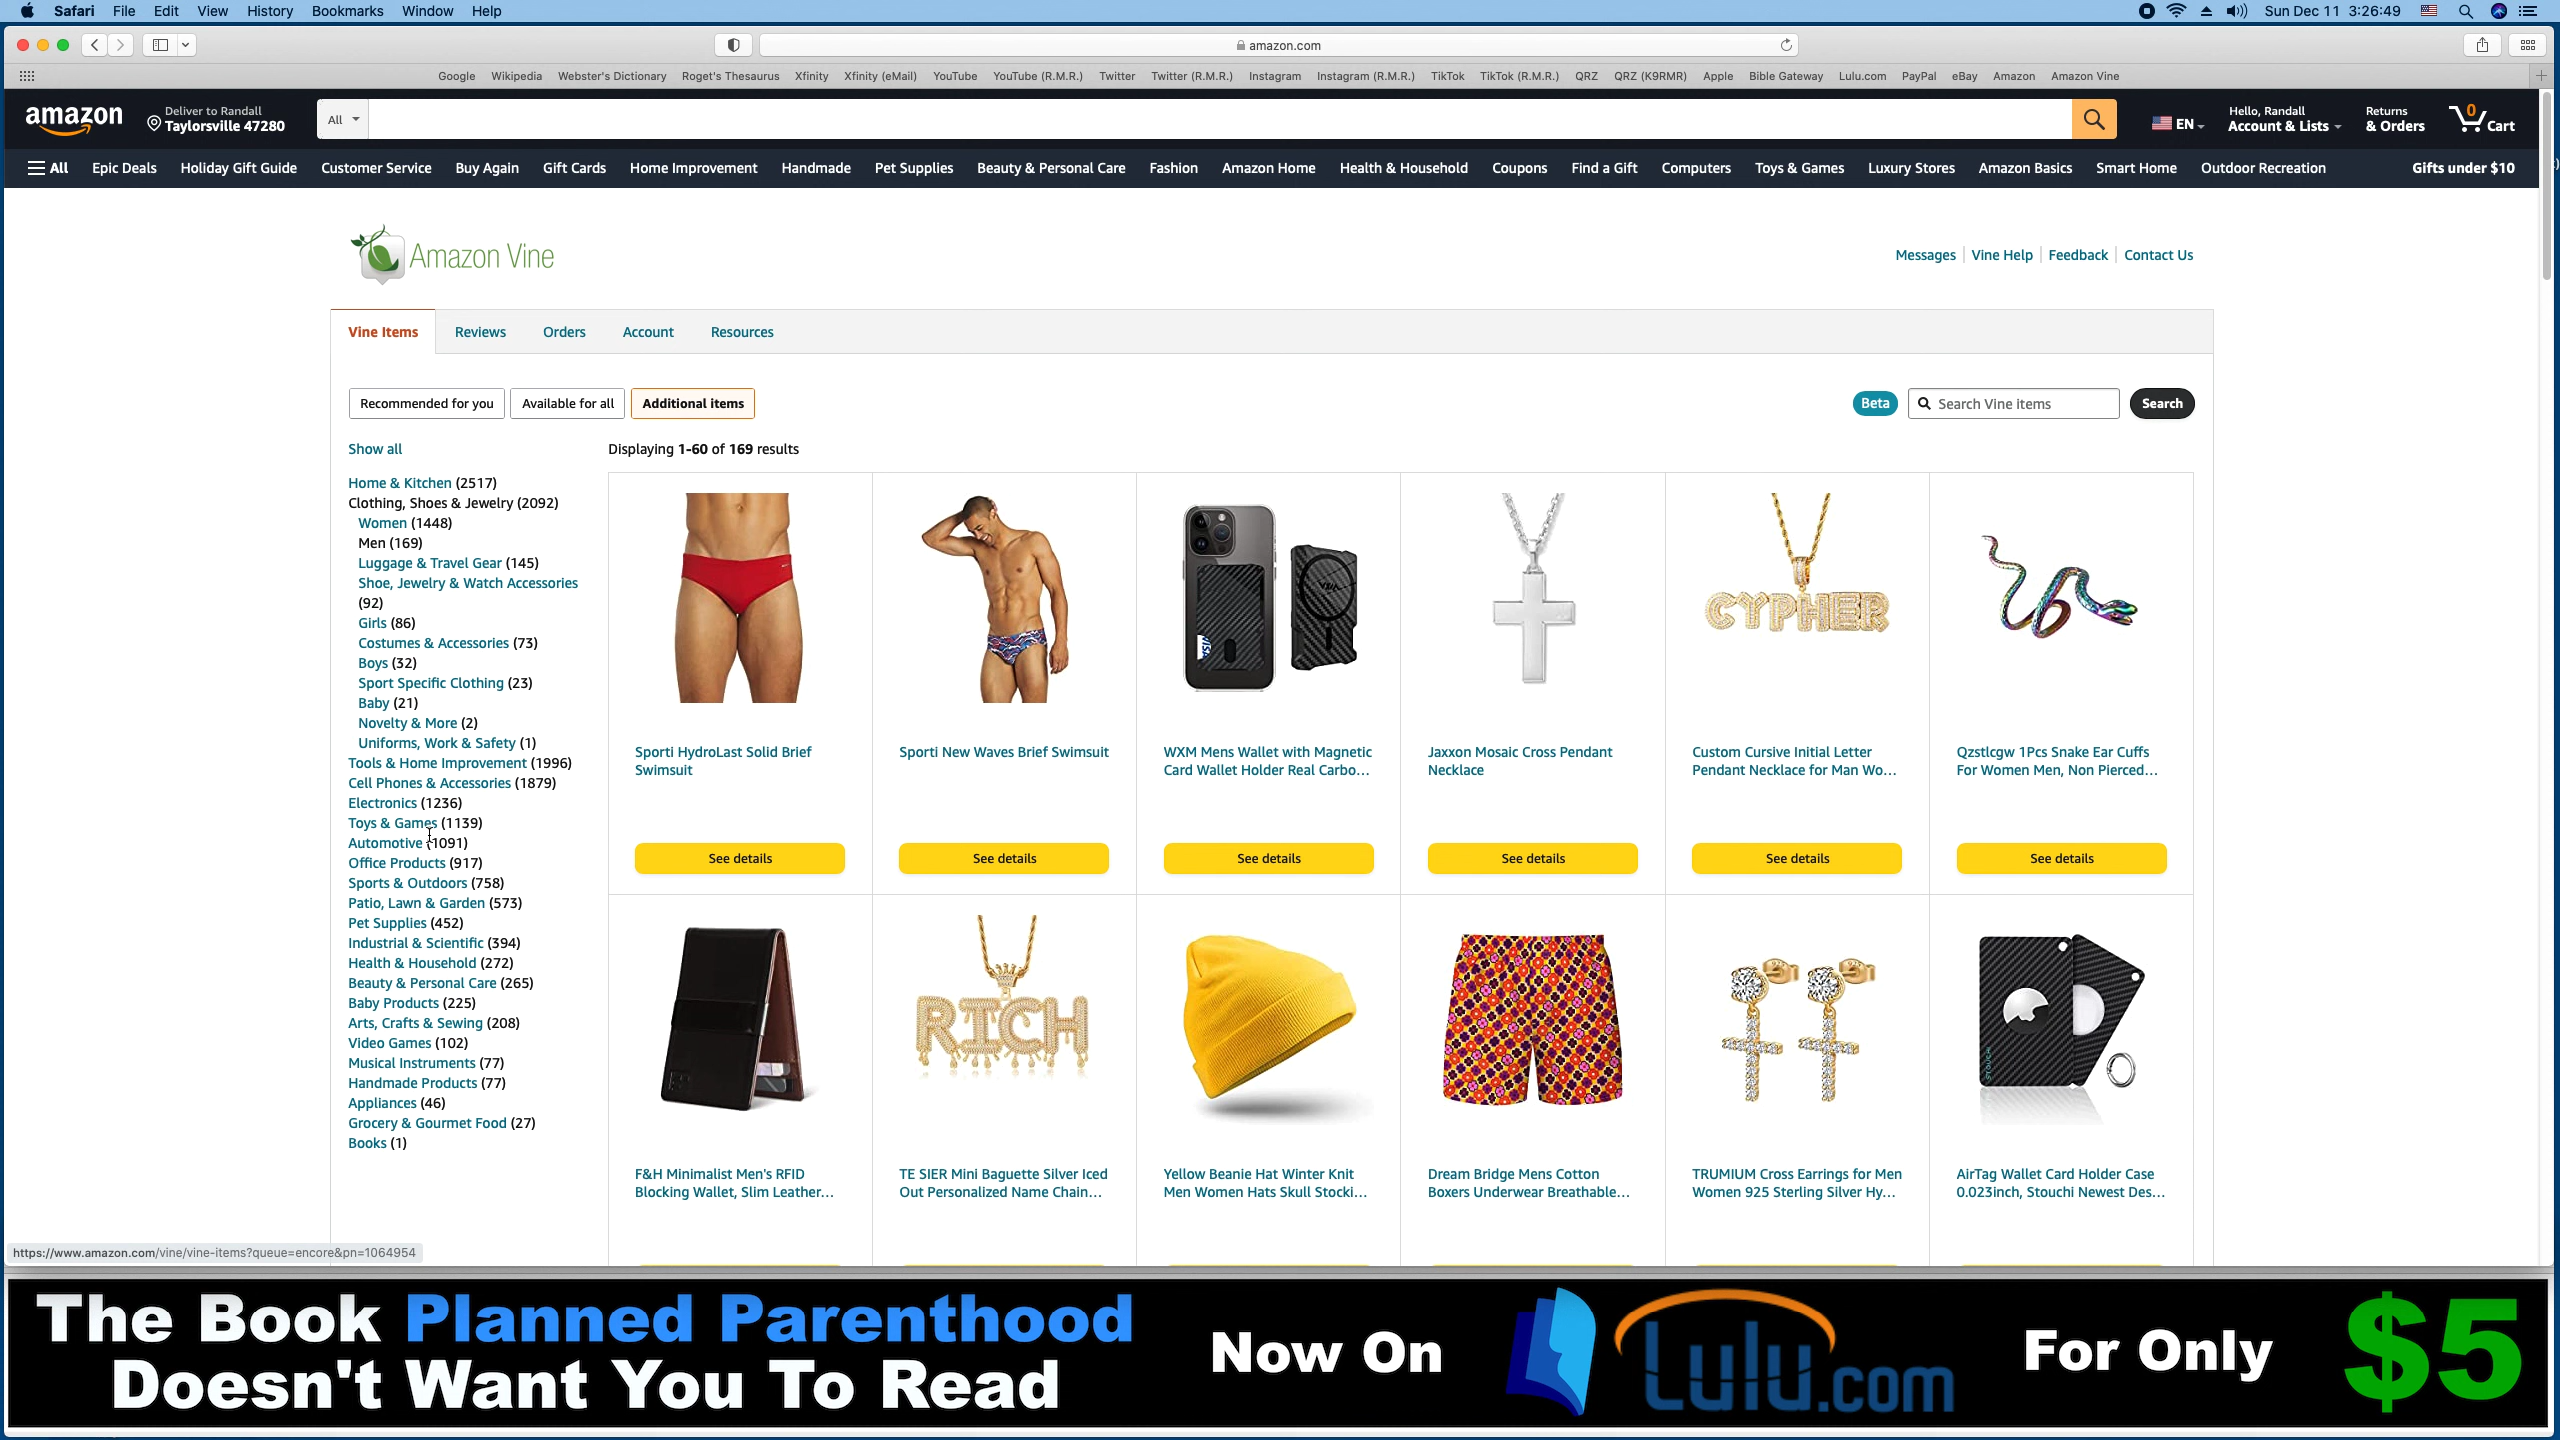 Safari File Edit View History Bookmarks Window Help
Sun Dec 11 3:26:49
amazon.com
Google Wikipedia Webster's Dictionary Roget's Thesaurus Xfinity Xfinity (eMail) YouTube YouTube (R.M.R.) Twitter Twitter (R.M.R.) Instagram Instagram (R.M.R.) TikTok TikTok (R.M.R.) QRZ QRZ (K9RMR) Apple Bible Gateway Lulu.com PayPal eBay Amazon Amazon Vine
amazon
Deliver to Randall
Taylorsville 47280
All
EN
Hello, Randall
Account & Lists
Returns
& Orders
0
Cart
All Epic Deals Holiday Gift Guide Customer Service Buy Again Gift Cards Home Improvement Handmade Pet Supplies Beauty & Personal Care Fashion Amazon Home Health & Household Coupons Find a Gift Computers Toys & Games Luxury Stores Amazon Basics Smart Home Outdoor Recreation Gifts under $10
Amazon Vine
Messages Vine Help Feedback Contact Us
Vine Items Reviews Orders Account Resources
Recommended for you Available for all Additional items
Beta Search Vine items Search
Show all
Displaying 1-60 of 169 results
Home & Kitchen (2517)
Clothing, Shoes & Jewelry (2092)
Women (1448)
Men (169)
Luggage & Travel Gear (145)
Shoe, Jewelry & Watch Accessories
(92)
Girls (86)
Costumes & Accessories (73)
Boys (32)
Sport Specific Clothing (23)
Baby (21)
Novelty & More (2)
Uniforms, Work & Safety (1)
Tools & Home Improvement (1996)
Cell Phones & Accessories (1879)
Electronics (1236)
Toys & Games (1139)
Automotive (1091)
Office Products (917)
Sports & Outdoors (758)
Patio, Lawn & Garden (573)
Pet Supplies (452)
Industrial & Scientific (394)
Health & Household (272)
Beauty & Personal Care (265)
Baby Products (225)
Arts, Crafts & Sewing (208)
Video Games (102)
Musical Instruments (77)
Handmade Products (77)
Appliances (46)
Grocery & Gourmet Food (27)
Books (1)
Sporti HydroLast Solid Brief
Swimsuit
See details
Sporti New Waves Brief Swimsuit
See details
VISA
WXM Mens Wallet with Magnetic
Card Wallet Holder Real Carbo...
See details
Jaxxon Mosaic Cross Pendant
Necklace
See details
CYPHER
Custom Cursive Initial Letter
Pendant Necklace for Man Wo...
See details
Qzstlcgw 1Pcs Snake Ear Cuffs
For Women Men, Non Pierced...
See details
F&H Minimalist Men's RFID
Blocking Wallet, Slim Leather...
RICH
TE SIER Mini Baguette Silver Iced
Out Personalized Name Chain...
Yellow Beanie Hat Winter Knit
Men Women Hats Skull Stocki...
Dream Bridge Mens Cotton
Boxers Underwear Breathable...
TRUMIUM Cross Earrings for Men
Women 925 Sterling Silver Hy...
STOUCHI
AirTag Wallet Card Holder Case
0.023inch, Stouchi Newest Des...
https://www.amazon.com/vine/vine-items?queue=encore&pn=1064954
The Book Planned Parenthood
Doesn't Want You To Read
Now On
Lulu.com
For Only
$5